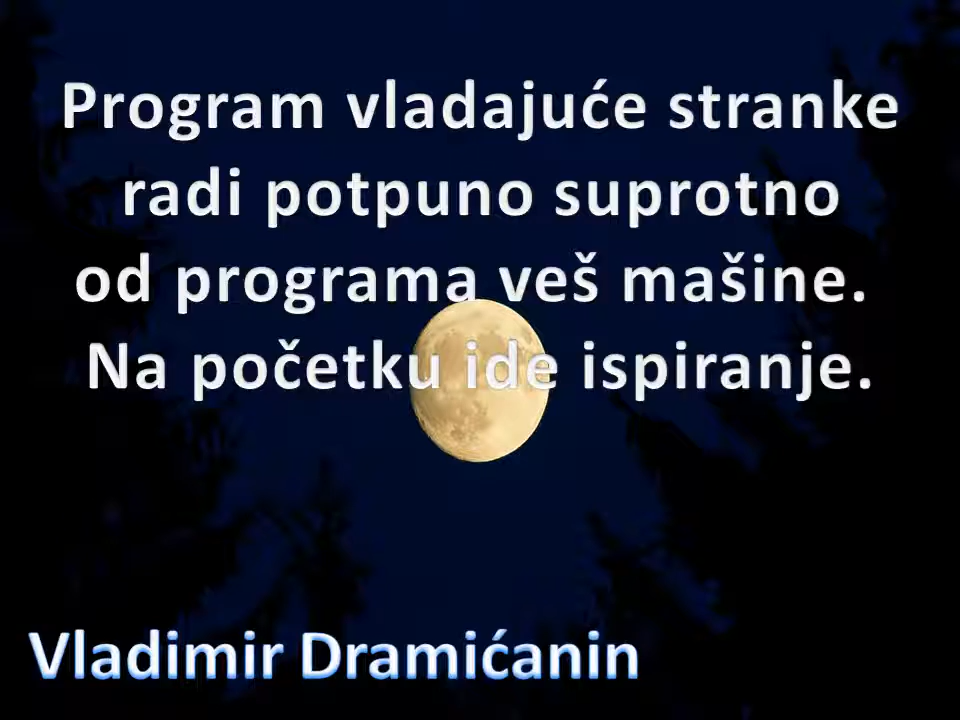 Program vladajuće stranke
radi potpuno suprotno
od programa veš mašine.
Na početku ide ispiranje.
Vladimir Dramićanin